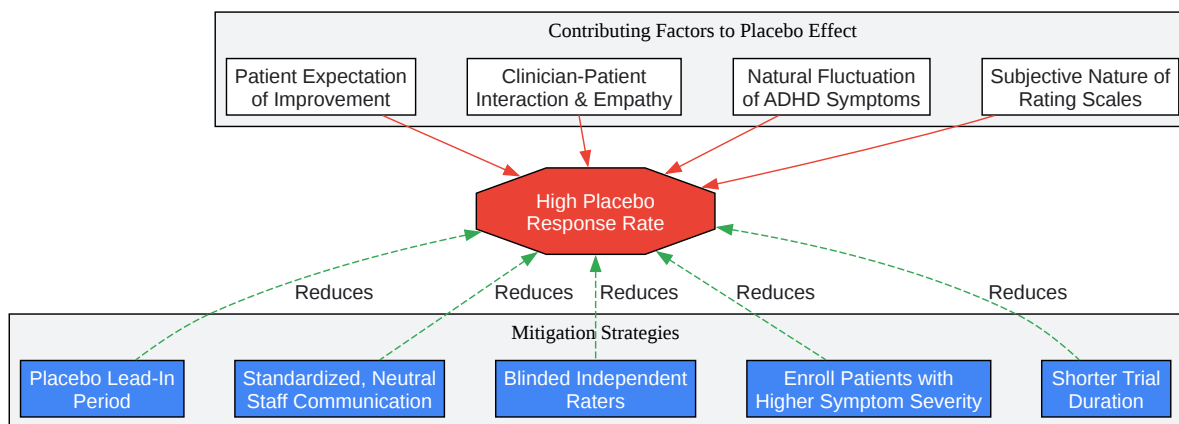 Contributing Factors to Placebo Effect
Patient Expectation
of Improvement
Clinician-Patient
Interaction & Empathy
Natural Fluctuation
of ADHD Symptoms
Subjective Nature of
Rating Scales
High Placebo
Response Rate
Reduces
Reduces
Reduces
Reduces
Reduces
Mitigation Strategies
Placebo Lead-In
Period
Standardized, Neutral
Staff Communication
Blinded Independent
Raters
Enroll Patients with
Higher Symptom Severity
Shorter Trial
Duration